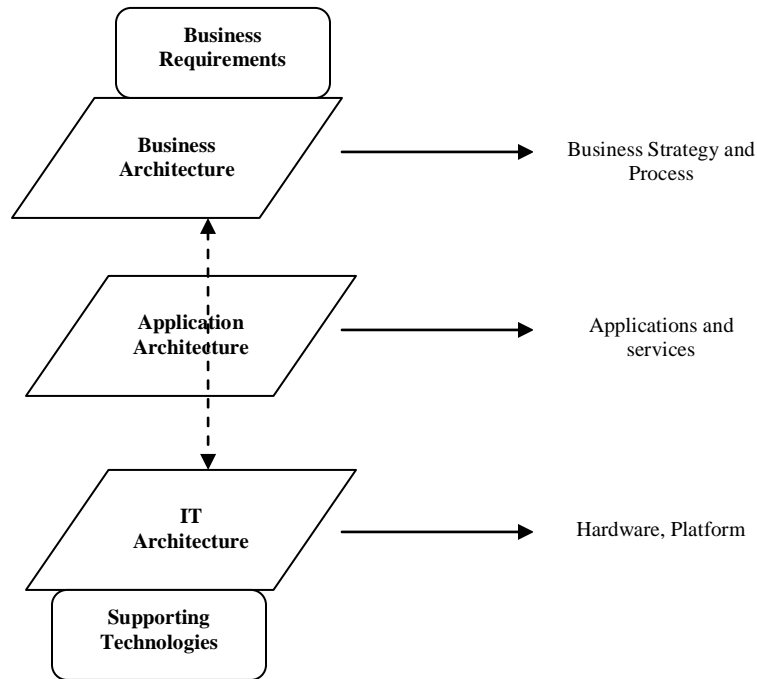 Business
Requirements
Business
Architecture
Business Strategy and
Process
Application
Architecture
Applications and
services
IT
Architecture
Hardware, Platform
Supporting
Technologies